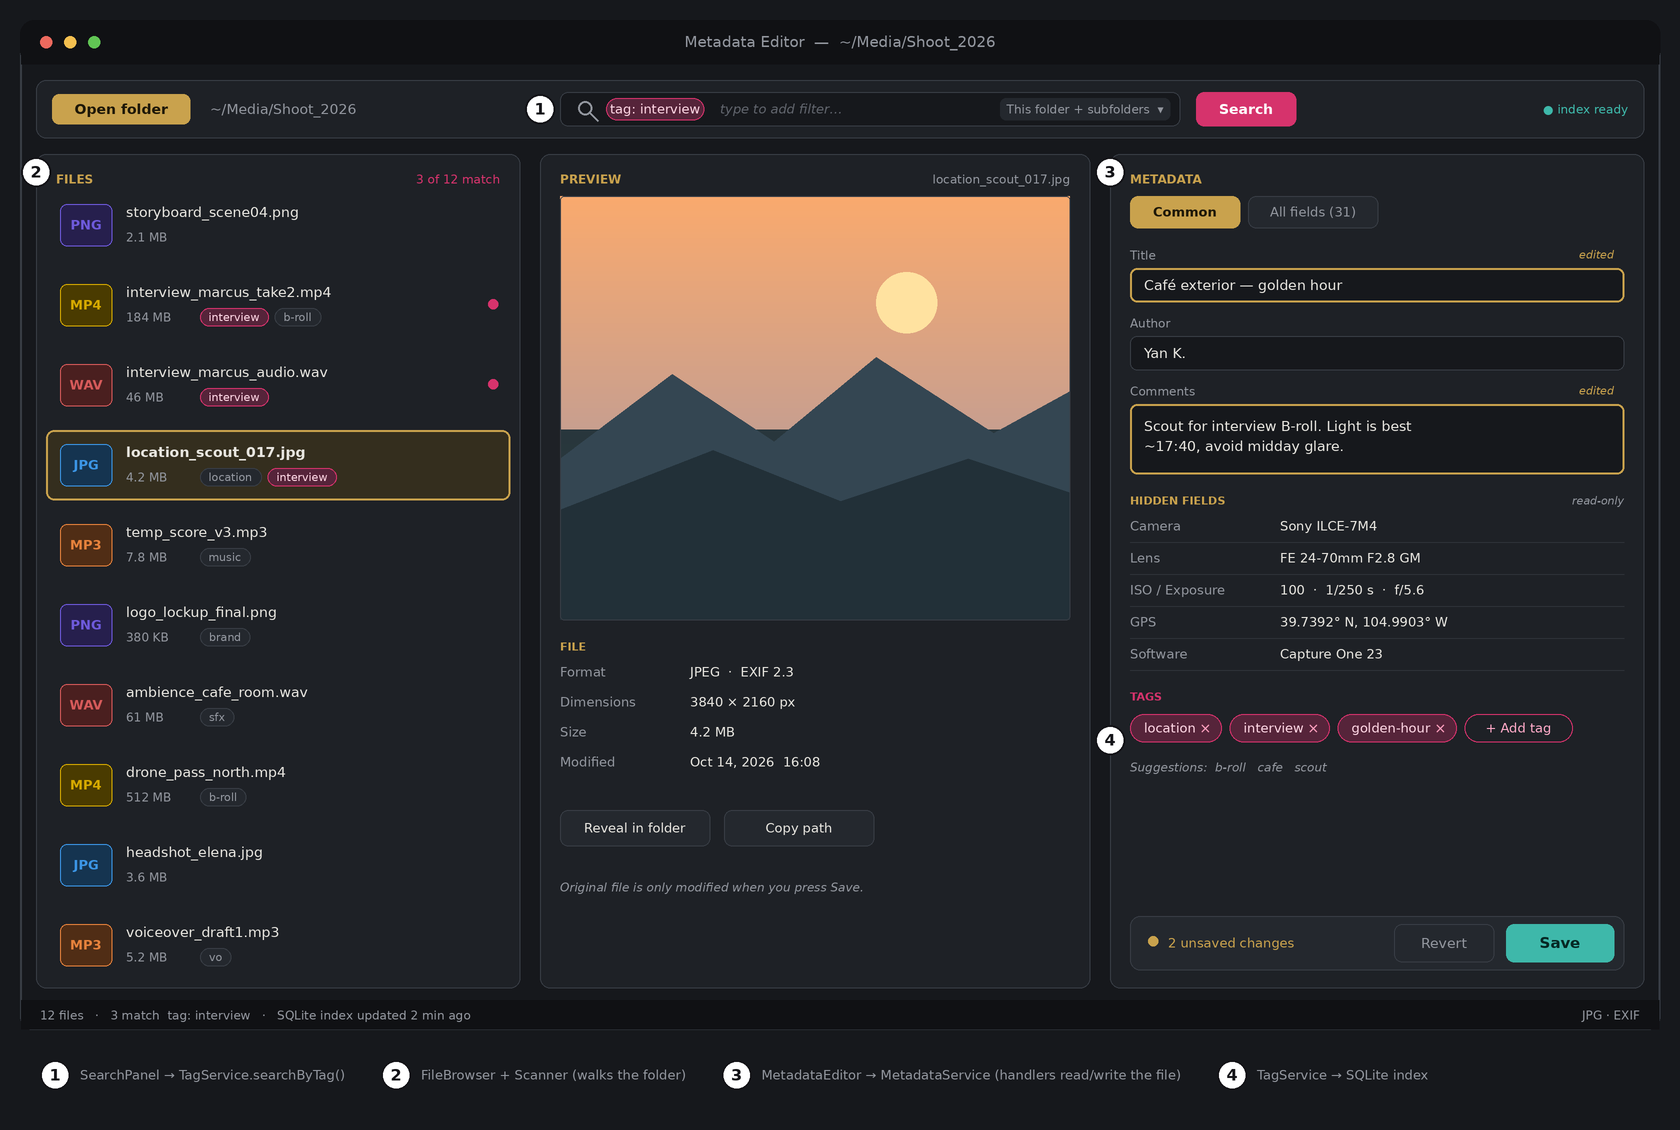 Metadata Editor — ~/Media/Shoot_2026
Open folder
~/Media/Shoot_2026
1
tag: interview
type to add filter...
This folder + subfolders ▾
Search
● index ready
2
FILES
3 of 12 match
PNG
storyboard_scene04.png
2.1 MB
MP4
interview_marcus_take2.mp4
184 MB interview b-roll
WAV
interview_marcus_audio.wav
46 MB interview
JPG
location_scout_017.jpg
4.2 MB location interview
MP3
temp_score_v3.mp3
7.8 MB music
PNG
logo_lockup_final.png
380 KB brand
WAV
ambience_cafe_room.wav
61 MB sfx
MP4
drone_pass_north.mp4
512 MB b-roll
JPG
headshot_elena.jpg
3.6 MB
MP3
voiceover_draft1.mp3
5.2 MB vo
PREVIEW
location_scout_017.jpg
FILE
Format JPEG · EXIF 2.3
Dimensions 3840 × 2160 px
Size 4.2 MB
Modified Oct 14, 2026 16:08
Reveal in folder
Copy path
Original file is only modified when you press Save.
3
METADATA
Common
All fields (31)
Title edited
Café exterior — golden hour
Author
Yan K.
Comments edited
Scout for interview B-roll. Light is best
~17:40, avoid midday glare.
HIDDEN FIELDS read-only
Camera Sony ILCE-7M4
Lens FE 24-70mm F2.8 GM
ISO / Exposure 100 · 1/250 s · f/5.6
GPS 39.7392° N, 104.9903° W
Software Capture One 23
TAGS
4
location × interview × golden-hour × + Add tag
Suggestions: b-roll cafe scout
2 unsaved changes
Revert
Save
12 files · 3 match tag: interview · SQLite index updated 2 min ago
JPG · EXIF
1 SearchPanel → TagService.searchByTag()
2 FileBrowser + Scanner (walks the folder)
3 MetadataEditor → MetadataService (handlers read/write the file)
4 TagService → SQLite index